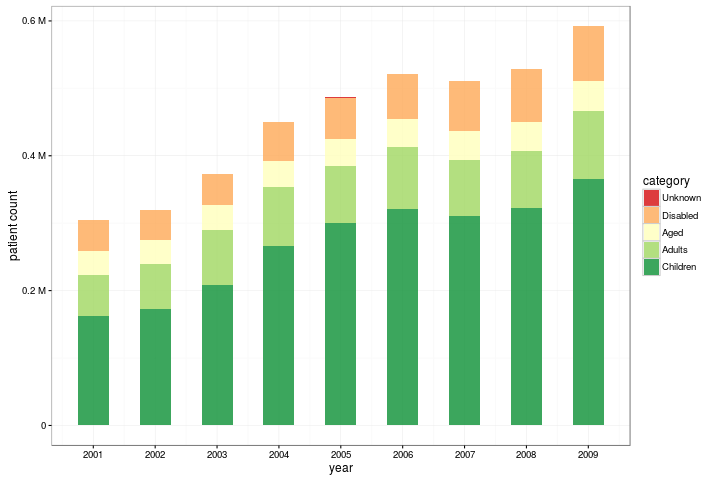 0.6 M
0.4 M
0.2 M
0
patient count
2001 2002 2003 2004 2005 2006 2007 2008 2009
year
category
Unknown
Disabled
Aged
Adults
Children